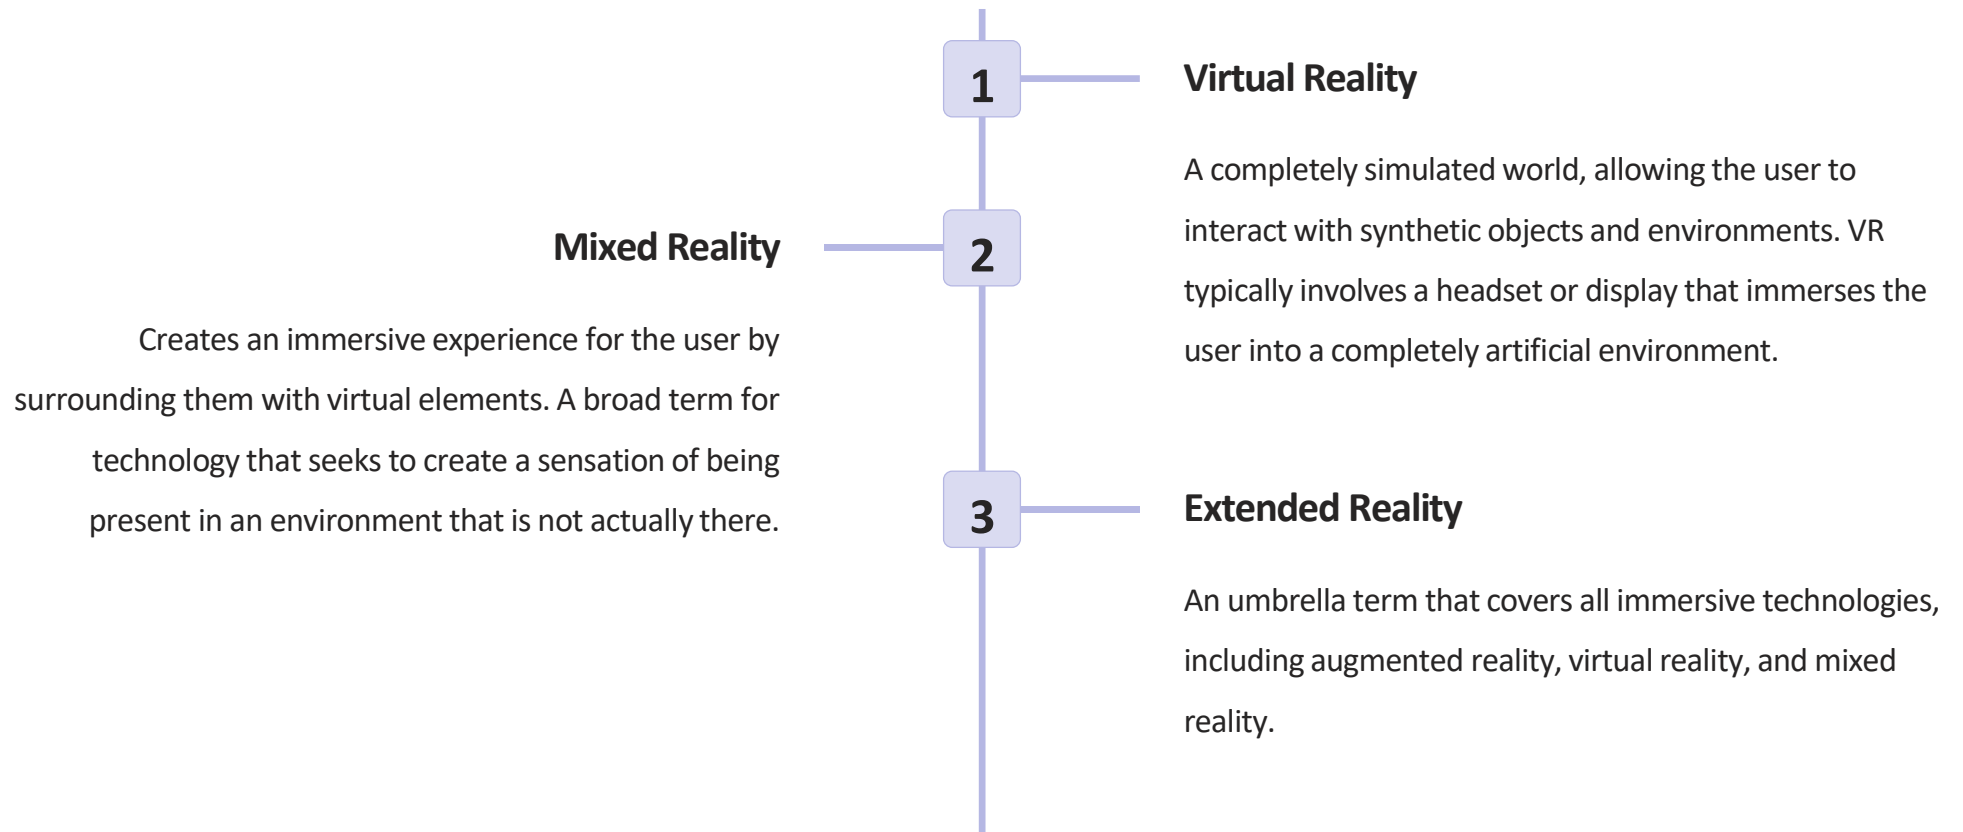 1
Virtual Reality
A completely simulated world, allowing the user to
interact with synthetic objects and environments. VR
typically involves a headset or display that immerses the
user into a completely artificial environment.
2
Mixed Reality
Creates an immersive experience for the user by
surrounding them with virtual elements. A broad term for
technology that seeks to create a sensation of being
present in an environment that is not actually there.
3
Extended Reality
An umbrella term that covers all immersive technologies,
including augmented reality, virtual reality, and mixed
reality.